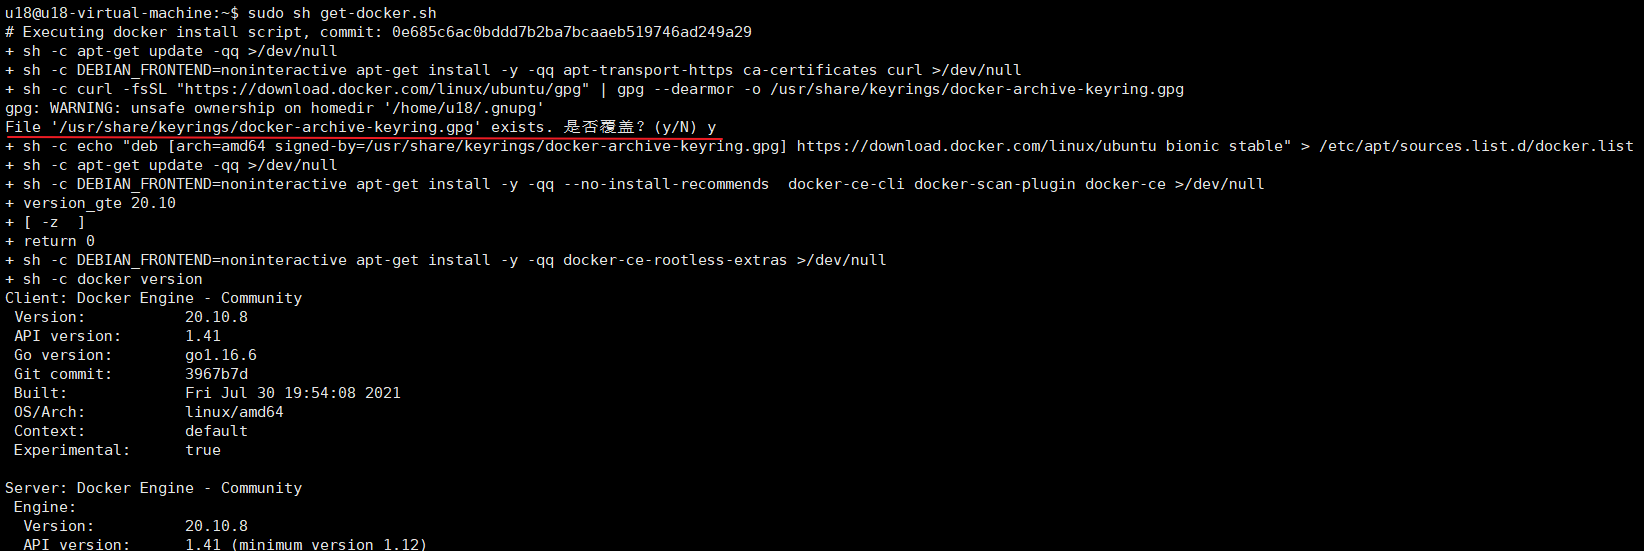 u18@u18-virtual-machine:~$ sudo sh get-docker.sh
# Executing docker install script, commit: 0e685c6ac0bddd7b2ba7bcaaeb519746ad249a29
+ sh -c apt-get update -qq >/dev/null
+ sh -c DEBIAN_FRONTEND=noninteractive apt-get install -y -qq apt-transport-https ca-certificates curl >/dev/null
+ sh -c curl -fsSL "https://download.docker.com/linux/ubuntu/gpg" | gpg --dearmor -o /usr/share/keyrings/docker-archive-keyring.gpg
gpg: WARNING: unsafe ownership on homedir '/home/u18/.gnupg'
File '/usr/share/keyrings/docker-archive-keyring.gpg' exists. 是否覆盖？(y/N) y
+ sh -c echo "deb [arch=amd64 signed-by=/usr/share/keyrings/docker-archive-keyring.gpg] https://download.docker.com/linux/ubuntu bionic stable" > /etc/apt/sources.list.d/docker.list
+ sh -c apt-get update -qq >/dev/null
+ sh -c DEBIAN_FRONTEND=noninteractive apt-get install -y -qq --no-install-recommends  docker-ce-cli docker-scan-plugin docker-ce >/dev/null
+ version_gte 20.10
+ [ -z  ]
+ return 0
+ sh -c DEBIAN_FRONTEND=noninteractive apt-get install -y -qq docker-ce-rootless-extras >/dev/null
+ sh -c docker version
Client: Docker Engine - Community
 Version:           20.10.8
 API version:       1.41
 Go version:        go1.16.6
 Git commit:        3967b7d
 Built:             Fri Jul 30 19:54:08 2021
 OS/Arch:           linux/amd64
 Context:           default
 Experimental:      true

Server: Docker Engine - Community
 Engine:
  Version:          20.10.8
  API version:      1.41 (minimum version 1.12)